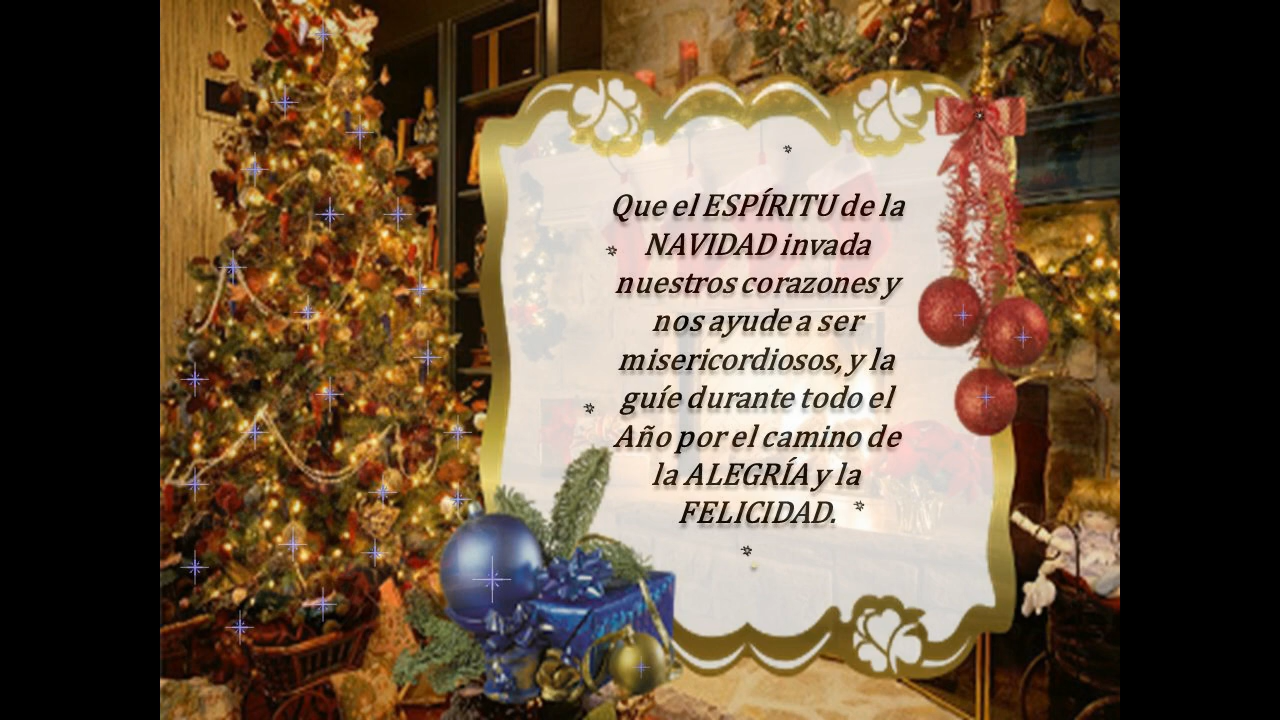 Que el ESPÍRITU de la
NAVIDAD invada
nuestros corazones y
nos ayude a ser
misericordiosos, y la
guíe durante todo el
Año por el camino de
la ALEGRÍA y la
FELICIDAD.